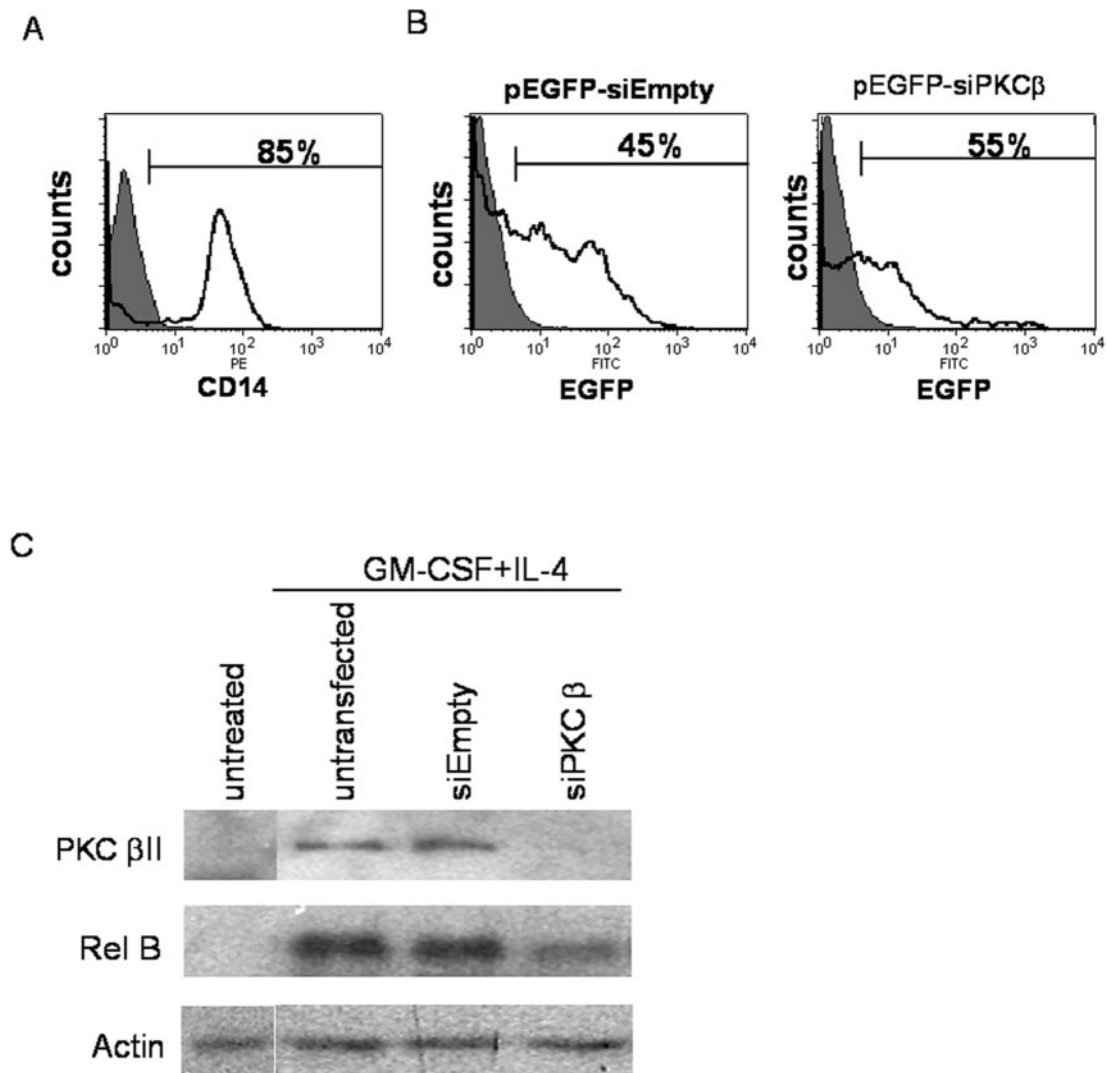 A
85%
counts
10⁰ 10¹ 10² 10³ 10⁴
PE
CD14
B
pEGFP-siEmpty
45%
counts
10⁰ 10¹ 10² 10³ 10⁴
FITC
EGFP
pEGFP-siPKCβ
55%
counts
10⁰ 10¹ 10² 10³ 10⁴
FITC
EGFP
C
GM-CSF+IL-4
untreated
untransfected
siEmpty
siPKC β
PKC βII
Rel B
Actin